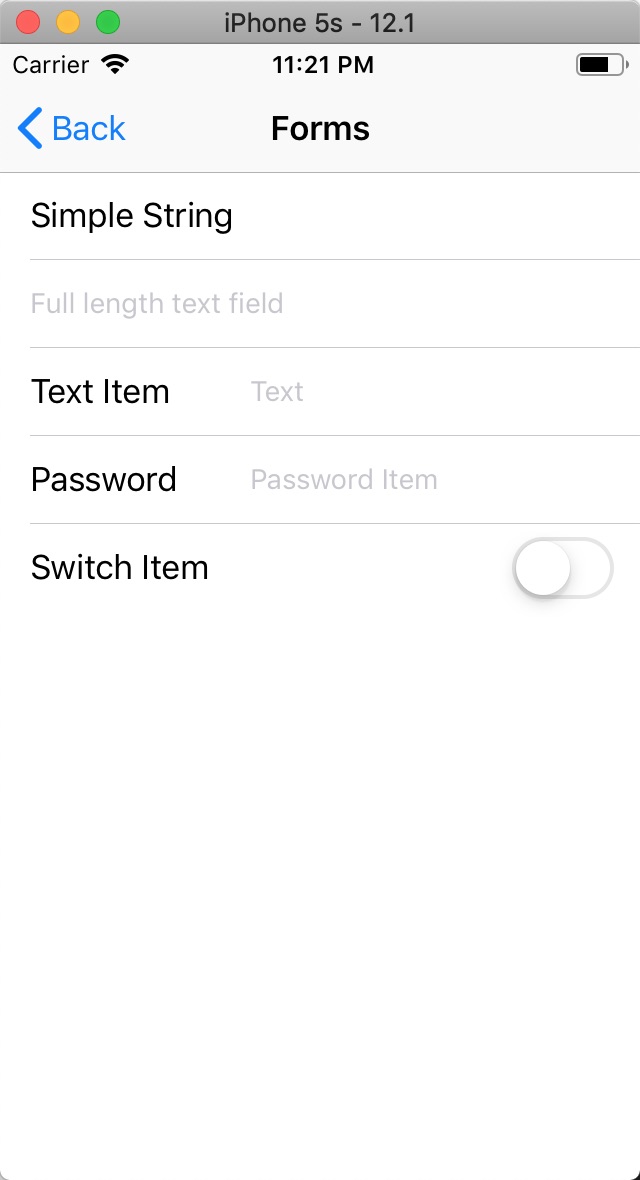 iPhone 5s - 12.1
Carrier 11:21 PM
Back Forms
Simple String
Full length text field
Text Item Text
Password Password Item
Switch Item